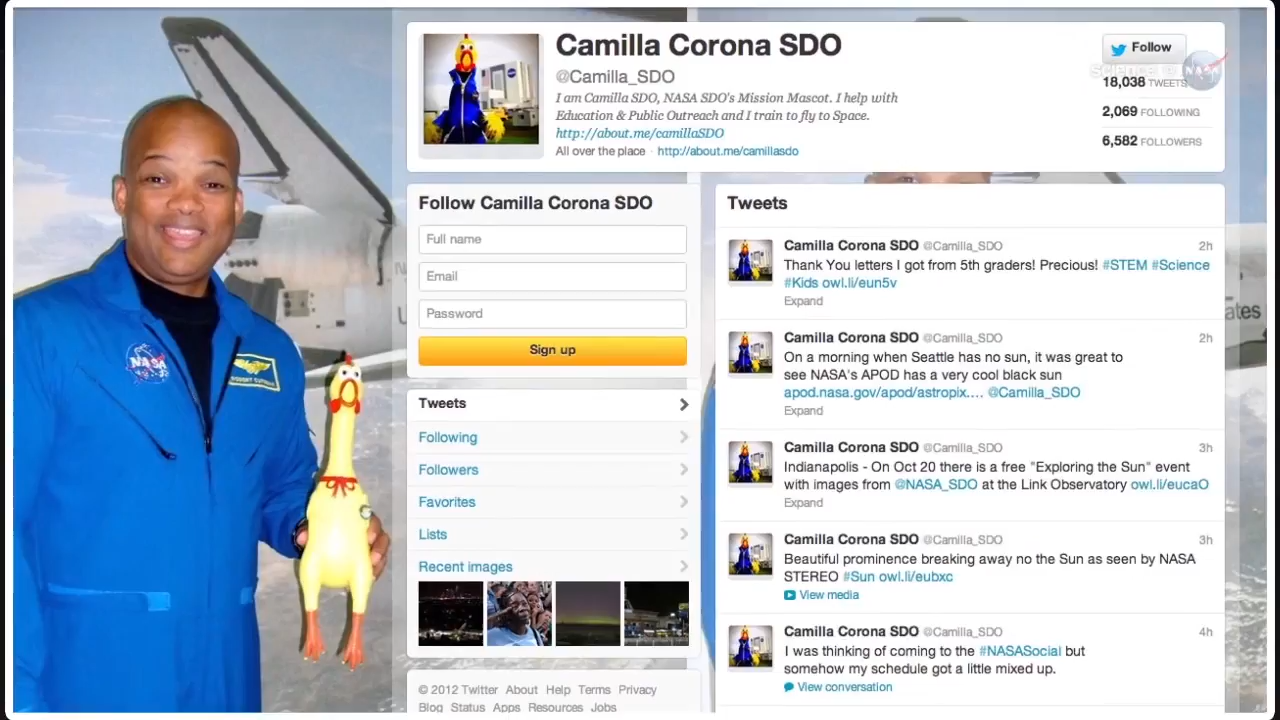 Camilla Corona SDO
@Camilla_SDO
I am Camilla SDO, NASA SDO's Mission Mascot. I help with
Education & Public Outreach and I train to fly to Space.
http://about.me/camillaSDO
All over the place · http://about.me/camillasdo
Follow
science@NASA
18,038 TWEETS
2,069 FOLLOWING
6,582 FOLLOWERS
NASA
Follow Camilla Corona SDO
Full name
Email
Password
Sign up
Tweets
Following
Followers
Favorites
Lists
Recent images
© 2012 Twitter About Help Terms Privacy
Blog Status Apps Resources Jobs
Tweets
Camilla Corona SDO @Camilla_SDO 2h
Thank You letters I got from 5th graders! Precious! #STEM #Science
#Kids owl.li/eun5v
Expand
Camilla Corona SDO @Camilla_SDO 2h
On a morning when Seattle has no sun, it was great to
see NASA's APOD has a very cool black sun
apod.nasa.gov/apod/astropix.... @Camilla_SDO
Expand
Camilla Corona SDO @Camilla_SDO 3h
Indianapolis - On Oct 20 there is a free "Exploring the Sun" event
with images from @NASA_SDO at the Link Observatory owl.li/eucaO
Expand
Camilla Corona SDO @Camilla_SDO 3h
Beautiful prominence breaking away no the Sun as seen by NASA
STEREO #Sun owl.li/eubxc
View media
Camilla Corona SDO @Camilla_SDO 4h
I was thinking of coming to the #NASASocial but
somehow my schedule got a little mixed up.
View conversation
ates